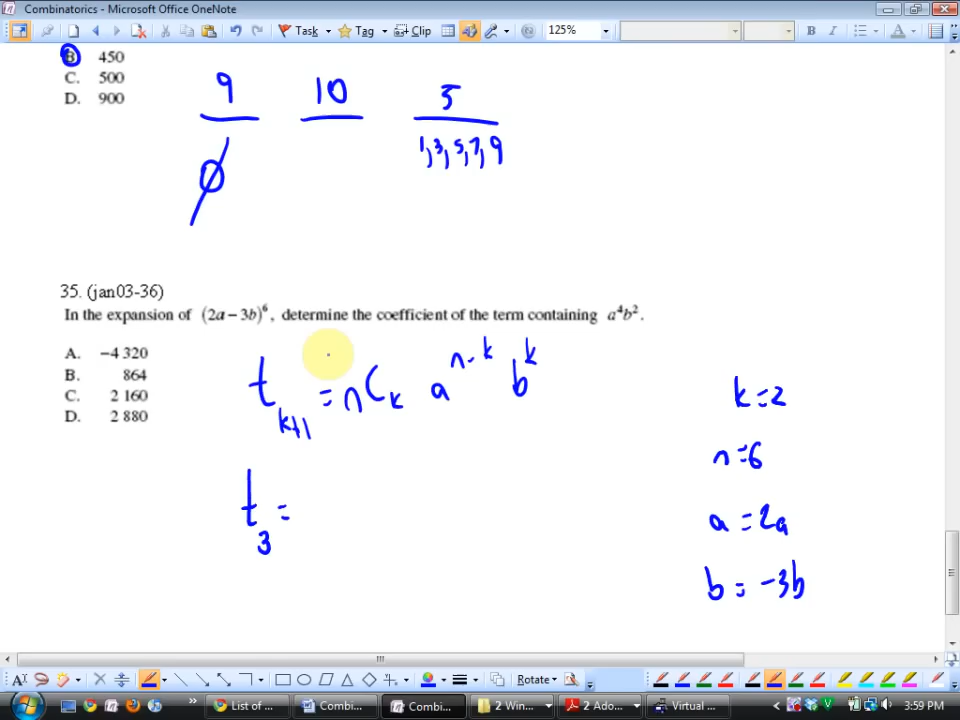 Combinatorics - Microsoft Office OneNote
Task Tag Clip 125%
B. 450
C. 500
D. 900
9 10 5
0 1,3,5,7,9
35. (jan03-36)
In the expansion of (2a – 3b)⁶, determine the coefficient of the term containing a⁴b².
A. –4 320
B. 864
C. 2 160
D. 2 880
t_{k+1} = nCk a^{n-k} b^k
k=2
n=6
t_3 =
a = 2a
b = -3b
Rotate
List of ... Combi... Combi... 2 Win... 2 Ado... Virtual ... 3:59 PM